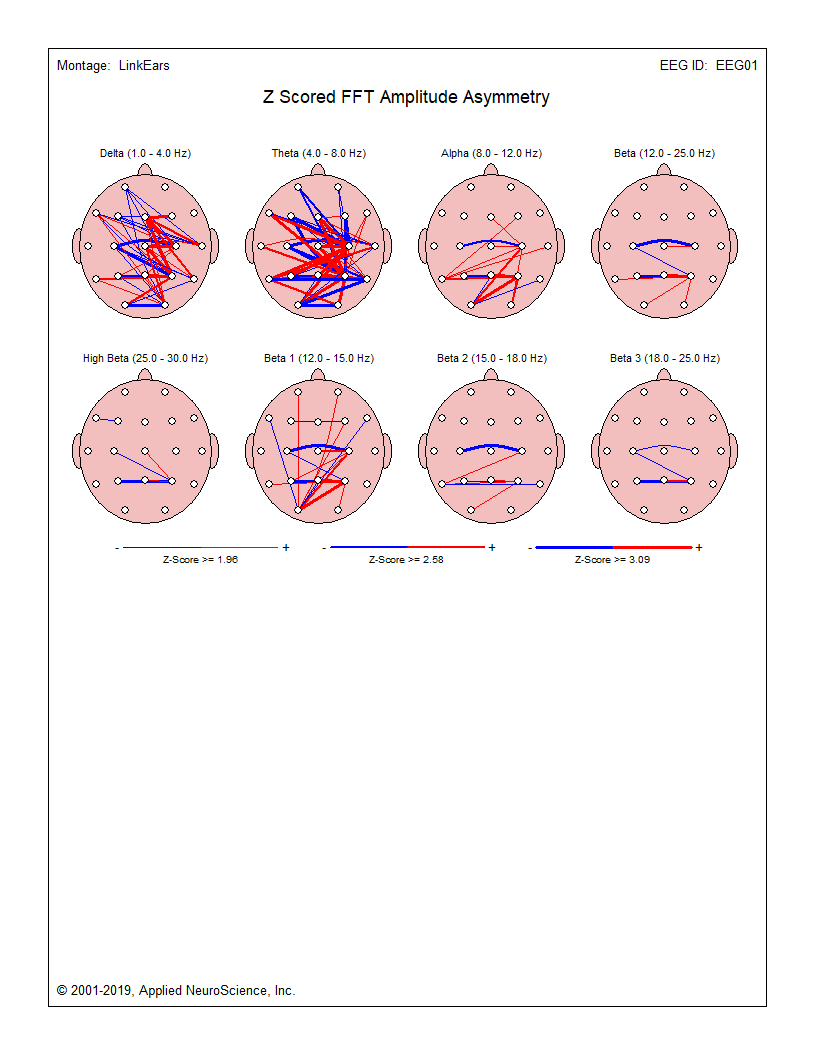 Montage: LinkEars EEG ID: EEG01
Z Scored FFT Amplitude Asymmetry
Delta (1.0 - 4.0 Hz) Theta (4.0 - 8.0 Hz) Alpha (8.0 - 12.0 Hz) Beta (12.0 - 25.0 Hz)
High Beta (25.0 - 30.0 Hz) Beta 1 (12.0 - 15.0 Hz) Beta 2 (15.0 - 18.0 Hz) Beta 3 (18.0 - 25.0 Hz)
- + - + - +
Z-Score >= 1.96 Z-Score >= 2.58 Z-Score >= 3.09
© 2001-2019, Applied NeuroScience, Inc.